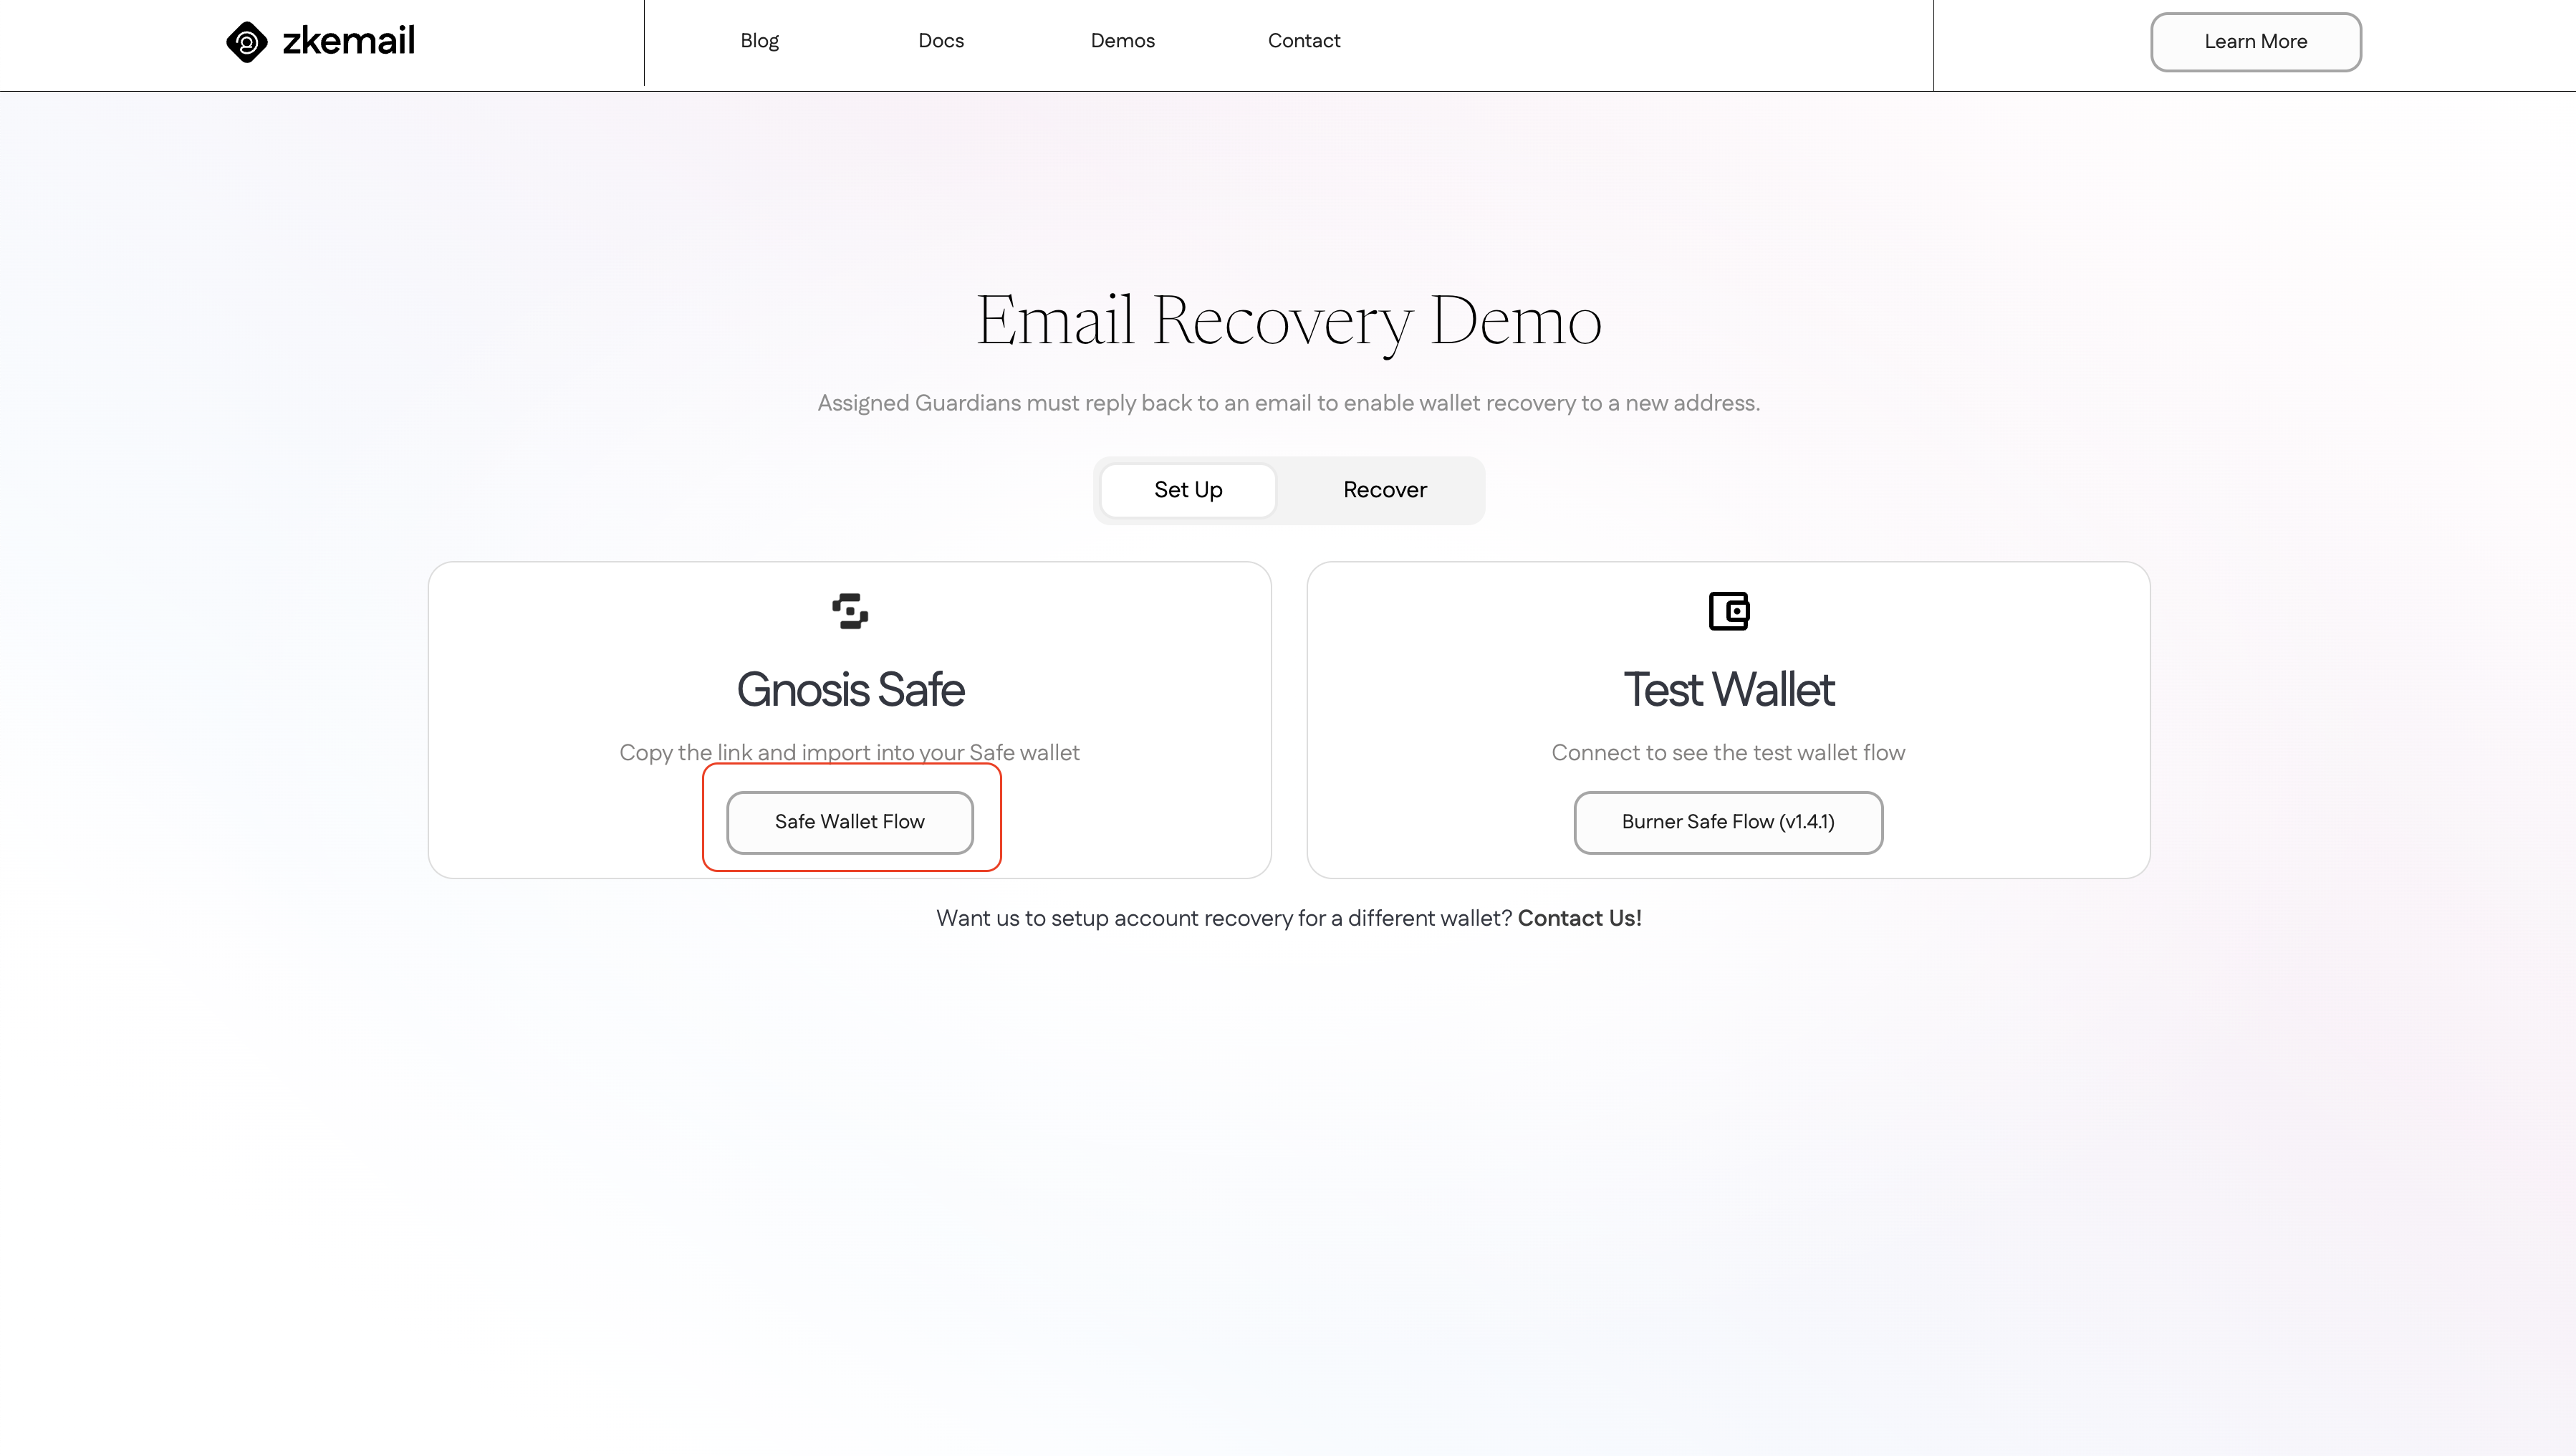 zkemail
Blog
Docs
Demos
Contact
Learn More
Email Recovery Demo
Assigned Guardians must reply back to an email to enable wallet recovery to a new address.
Set Up
Recover
Gnosis Safe
Copy the link and import into your Safe wallet
Safe Wallet Flow
Test Wallet
Connect to see the test wallet flow
Burner Safe Flow (v1.4.1)
Want us to setup account recovery for a different wallet? Contact Us!